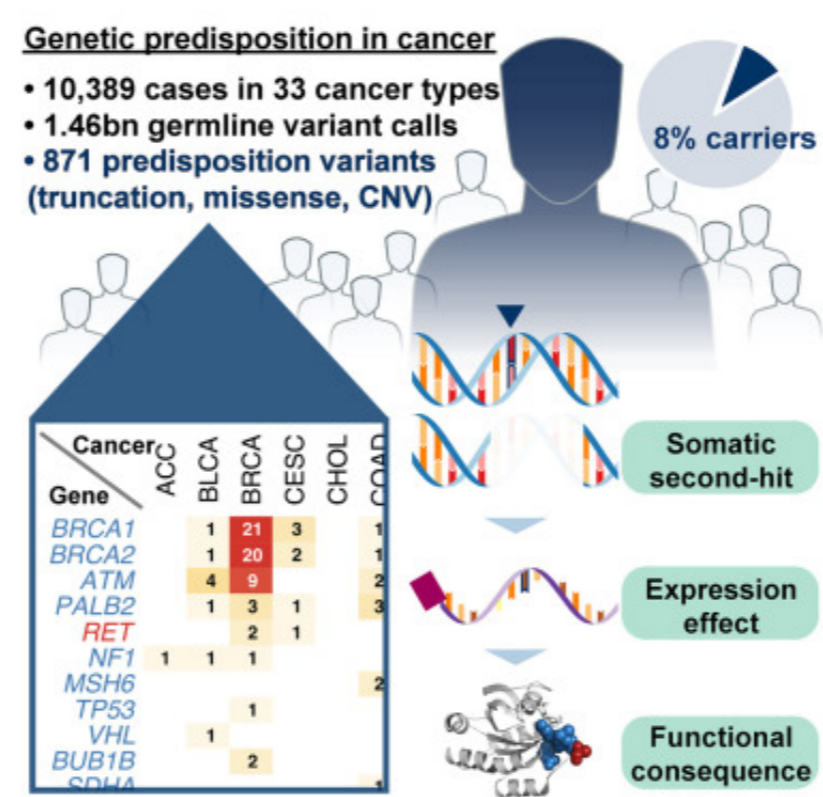 Genetic predisposition in cancer
• 10,389 cases in 33 cancer types
• 1.46bn germline variant calls
• 871 predisposition variants
(truncation, missense, CNV)
8% carriers
Cancer
Gene
ACC BLCA BRCA CESC CHOL COAD
BRCA1 1 21 3 1
BRCA2 1 20 2 1
ATM 4 9 2
PALB2 1 3 1 3
RET 2 1
NF1 1 1 1
MSH6 2
TP53 1
VHL 1
BUB1B 2
SDHA 1
Somatic
second-hit
Expression
effect
Functional
consequence